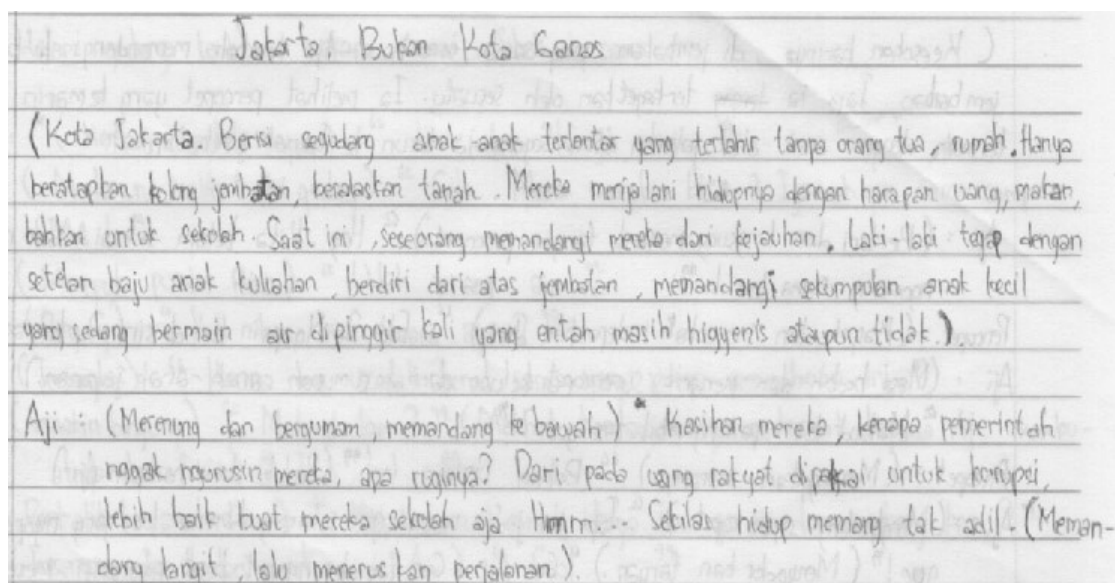 Jakarta, Bukan Kota Ganas
(Kota Jakarta. Berisi segudang anak-anak terlantar yang terlahir tanpa orang tua, rumah. Hanya
beratapkan kolong jembatan, beralaskan tanah. Mereka menjalani hidupnya dengan harapan uang, makan,
bahkan untuk sekolah. Saat ini, seseorang memandangi mereka dari kejauhan. Laki-laki tegap dengan
setelan baju anak kuliahan, berdiri dari atas jembatan, memandangi sekumpulan anak kecil
yang sedang bermain air dipinggir kali yang entah masih higyenis ataupun tidak.)
Aji : (Merenung dan bergumam, memandang ke bawah) " Kasihan mereka, kenapa pemerintah
nggak ngurusin mereka, apa ruginya? Dari pada uang rakyat dipakai untuk korupsi,
lebih baik buat mereka sekolah aja Hmm... Sekilas hidup memang tak adil. (Meman-
dang langit, lalu meneruskan perjalanan).